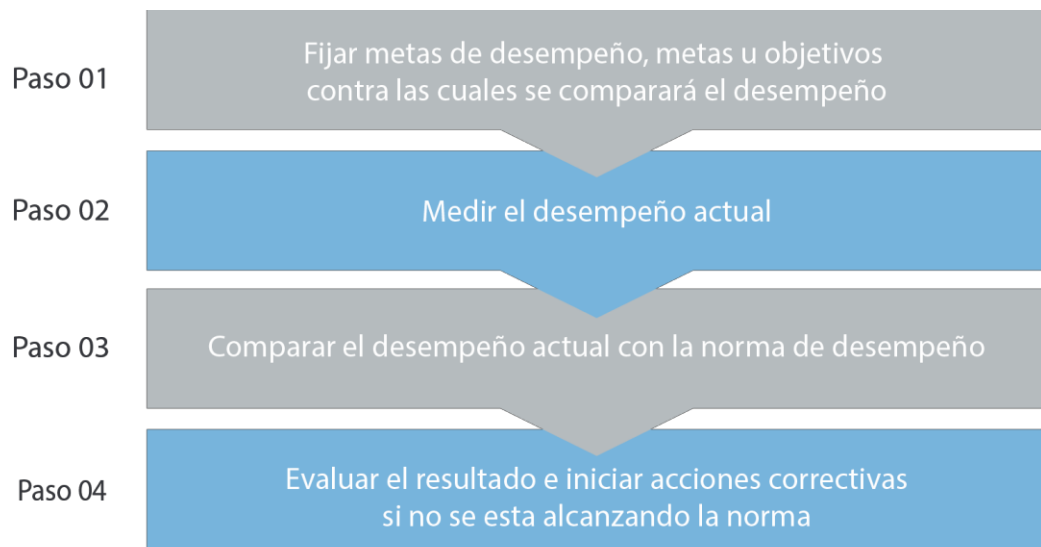 Paso 01
Fijar metas de desempeño, metas u objetivos
contra las cuales se comparará el desempeño
Paso 02
Medir el desempeño actual
Paso 03
Comparar el desempeño actual con la norma de desempeño
Paso 04
Evaluar el resultado e iniciar acciones correctivas
si no se esta alcanzando la norma